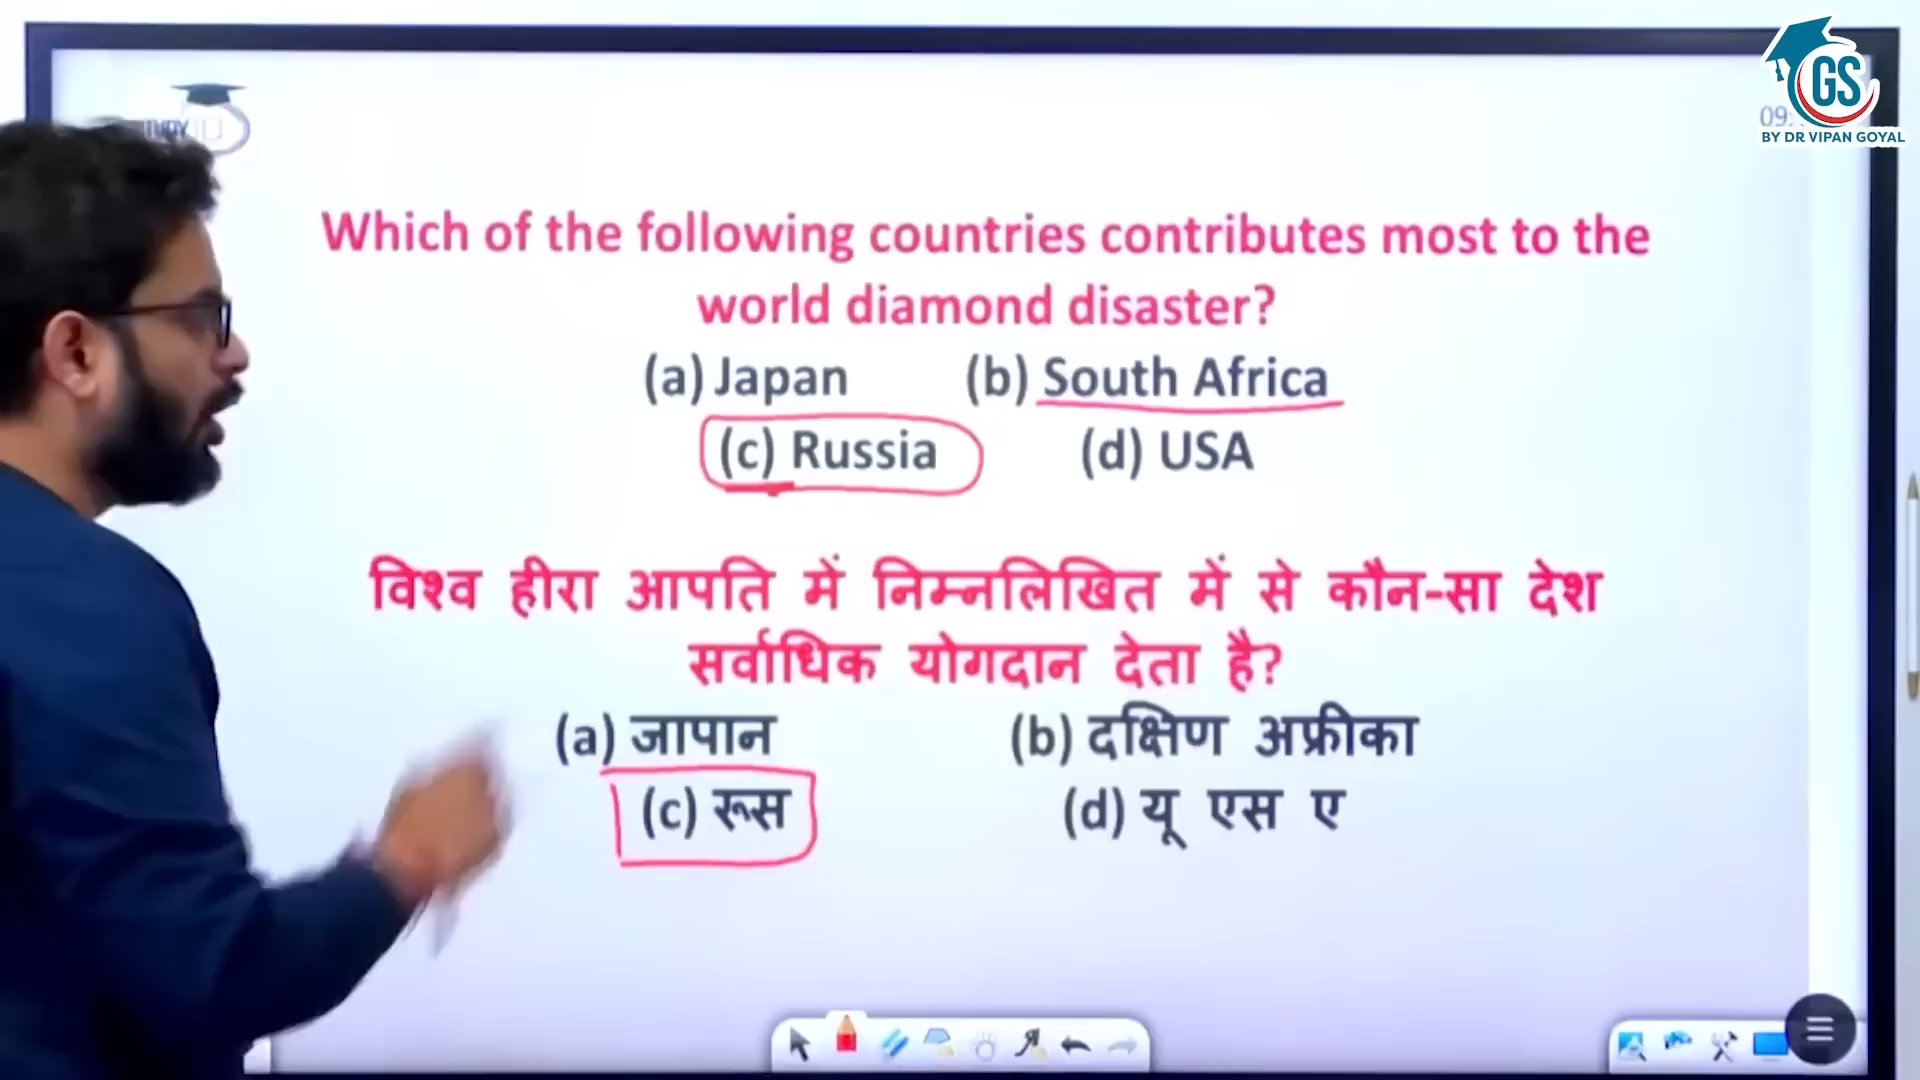 GS
BY DR VIPAN GOYAL
Which of the following countries contributes most to the
world diamond disaster?
(a) Japan (b) South Africa
(c) Russia (d) USA
विश्व हीरा आपति में निम्नलिखित में से कौन-सा देश
सर्वाधिक योगदान देता है?
(a) जापान (b) दक्षिण अफ्रीका
(c) रूस (d) यू एस ए